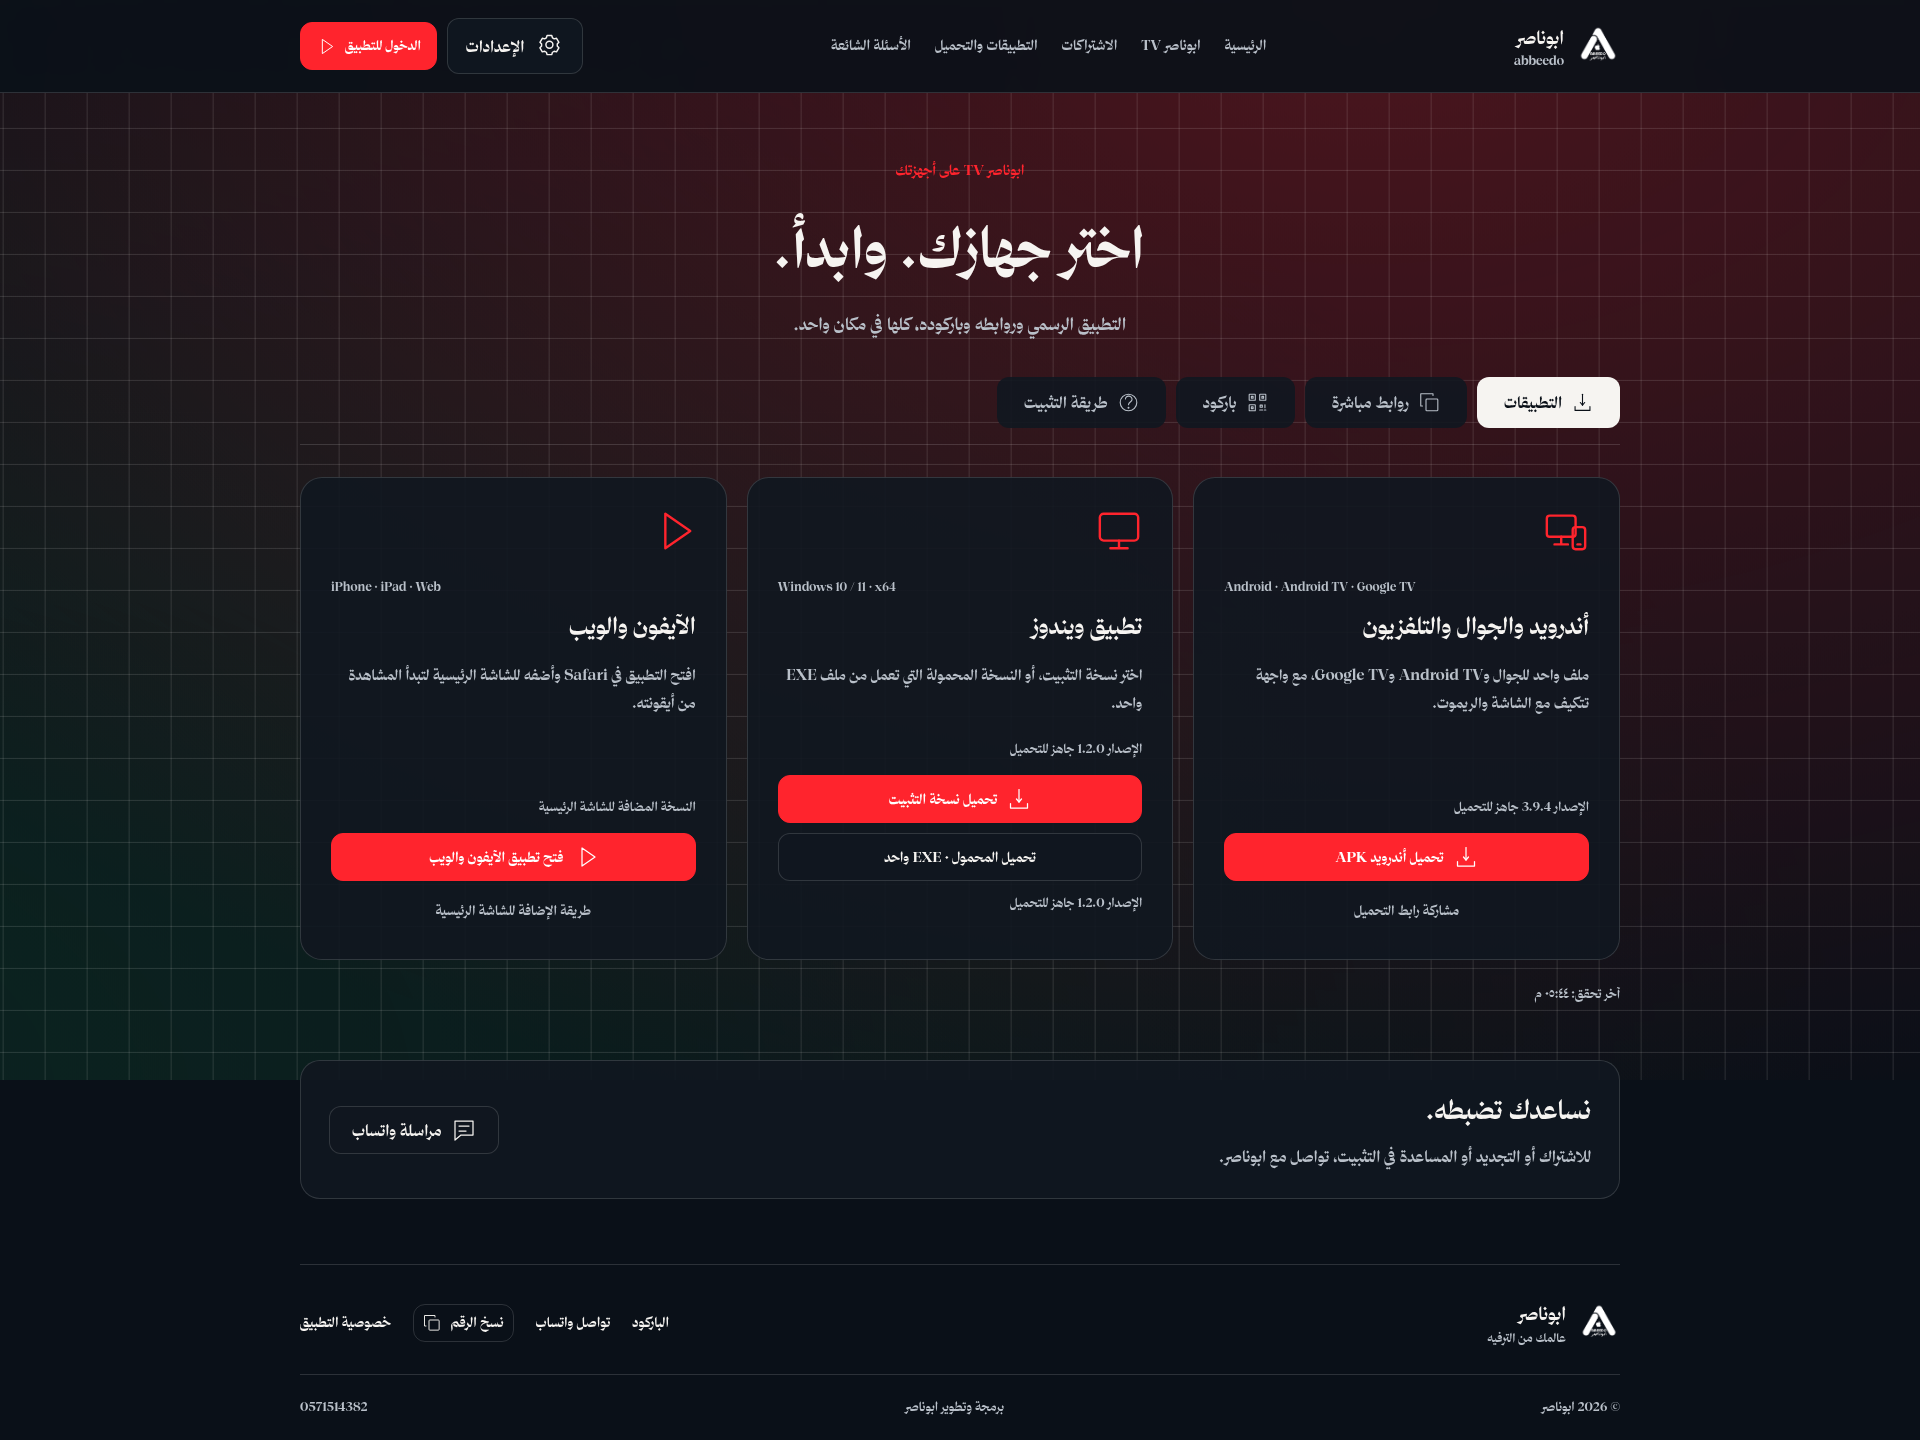 ابوناصر
abbeedo
الرئيسية
ابوناصر TV
الاشتراكات
التطبيقات والتحميل
الأسئلة الشائعة
الإعدادات
الدخول للتطبيق
ابوناصر TV على أجهزتك
اختر جهازك. وابدأ.
التطبيق الرسمي وروابطه وباركوده، كلها في مكان واحد.
التطبيقات
روابط مباشرة
باركود
طريقة التثبيت
Android · Android TV · Google TV
أندرويد والجوال والتلفزيون
ملف واحد للجوال وAndroid TV وGoogle TV، مع واجهة
تتكيف مع الشاشة والريموت.
الإصدار 3.9.4 جاهز للتحميل
تحميل أندرويد APK
مشاركة رابط التحميل
Windows 10 / 11 · x64
تطبيق ويندوز
اختر نسخة التثبيت، أو النسخة المحمولة التي تعمل من ملف EXE
واحد.
الإصدار 1.2.0 جاهز للتحميل
تحميل نسخة التثبيت
تحميل المحمول · EXE واحد
الإصدار 1.2.0 جاهز للتحميل
iPhone · iPad · Web
الآيفون والويب
افتح التطبيق في Safari وأضفه للشاشة الرئيسية لتبدأ المشاهدة
من أيقونته.
النسخة المضافة للشاشة الرئيسية
فتح تطبيق الآيفون والويب
طريقة الإضافة للشاشة الرئيسية
آخر تحقق: ٠٥:٤٤ م
نساعدك تضبطه.
للاشتراك أو التجديد أو المساعدة في التثبيت، تواصل مع ابوناصر.
مراسلة واتساب
ابوناصر
عالمك من الترفيه
الباركود
تواصل واتساب
نسخ الرقم
خصوصية التطبيق
© 2026 ابوناصر
برمجة وتطوير ابوناصر
0571514382